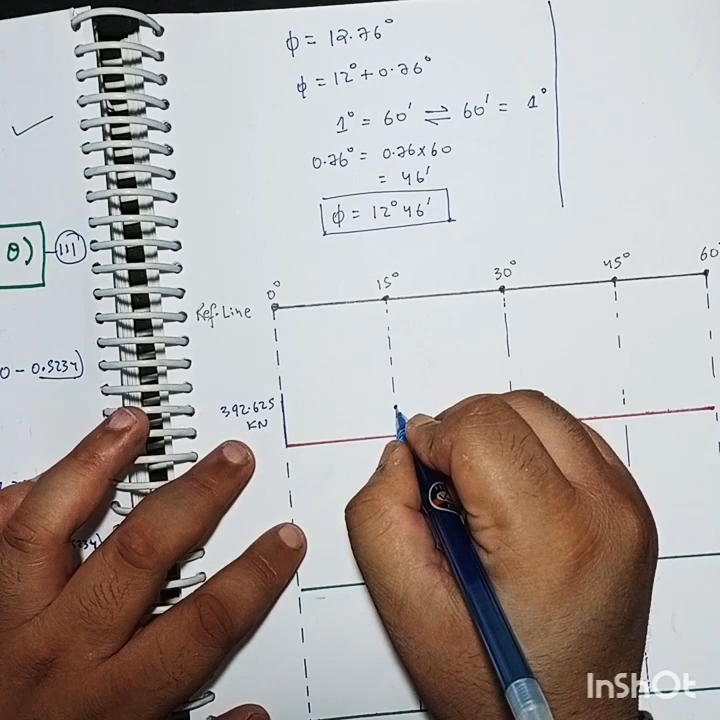 ϕ = 12.76°
ϕ = 12° + 0.76°
1° = 60' ⇌ 60' = 1°
0.76° = 0.76 × 60
= 46'
ϕ = 12° 46'
θ)
111
0 - 0.5234)
Ref. Line
0° 15° 30° 45° 60°
392.625
KN
5234)
InShOt